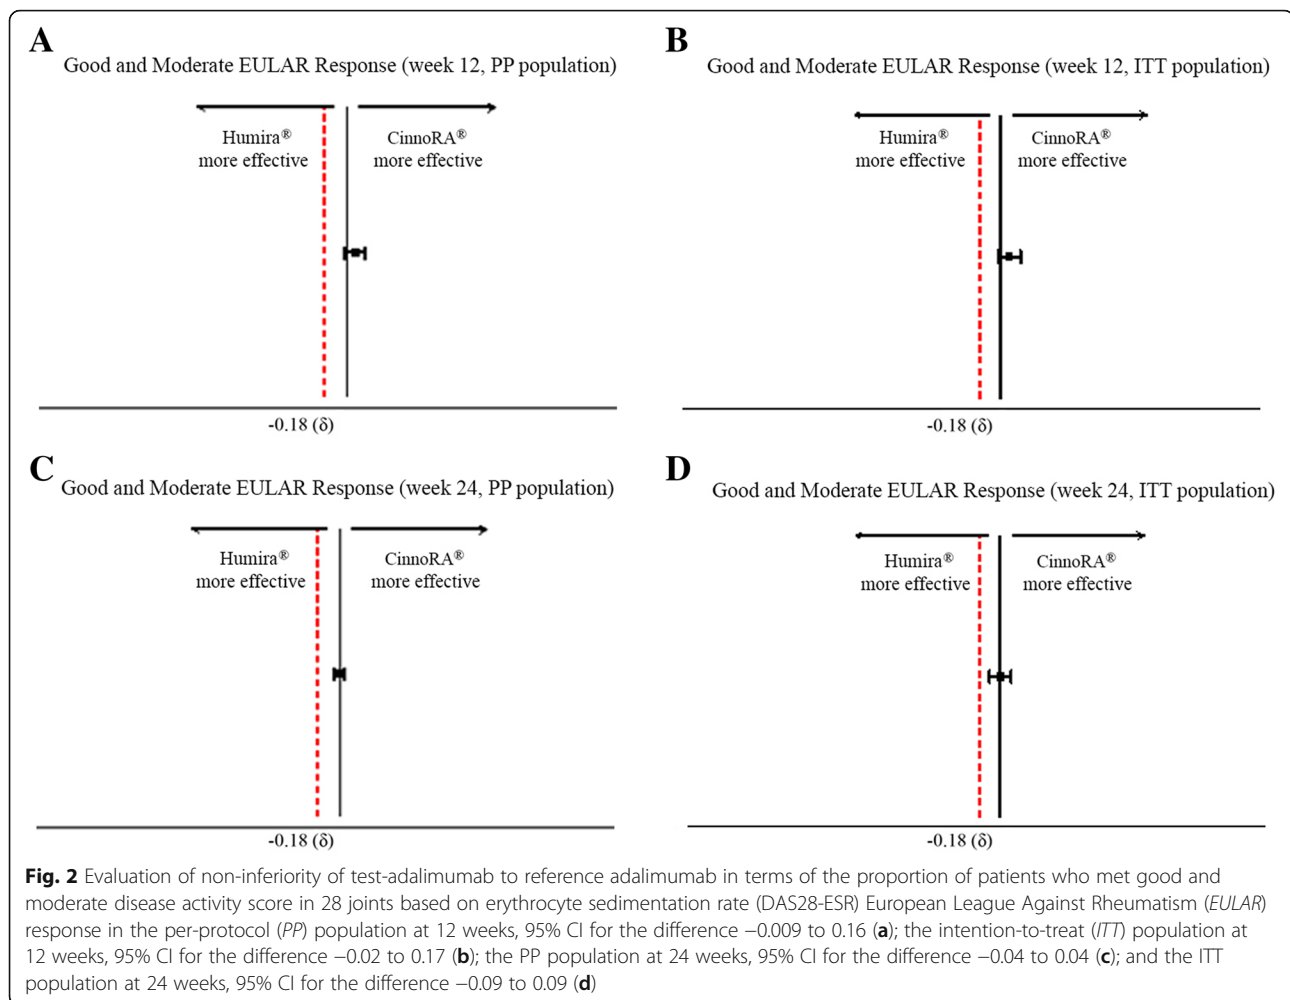 A
Good and Moderate EULAR Response (week 12, PP population)
Humira®
more effective
CinnoRA®
more effective
-0.18 (δ)
B
Good and Moderate EULAR Response (week 12, ITT population)
Humira®
more effective
CinnoRA®
more effective
-0.18 (δ)
C
Good and Moderate EULAR Response (week 24, PP population)
Humira®
more effective
CinnoRA®
more effective
-0.18 (δ)
D
Good and Moderate EULAR Response (week 24, ITT population)
Humira®
more effective
CinnoRA®
more effective
-0.18 (δ)
Fig. 2 Evaluation of non-inferiority of test-adalimumab to reference adalimumab in terms of the proportion of patients who met good and
moderate disease activity score in 28 joints based on erythrocyte sedimentation rate (DAS28-ESR) European League Against Rheumatism (EULAR)
response in the per-protocol (PP) population at 12 weeks, 95% CI for the difference −0.009 to 0.16 (a); the intention-to-treat (ITT) population at
12 weeks, 95% CI for the difference −0.02 to 0.17 (b); the PP population at 24 weeks, 95% CI for the difference −0.04 to 0.04 (c); and the ITT
population at 24 weeks, 95% CI for the difference −0.09 to 0.09 (d)